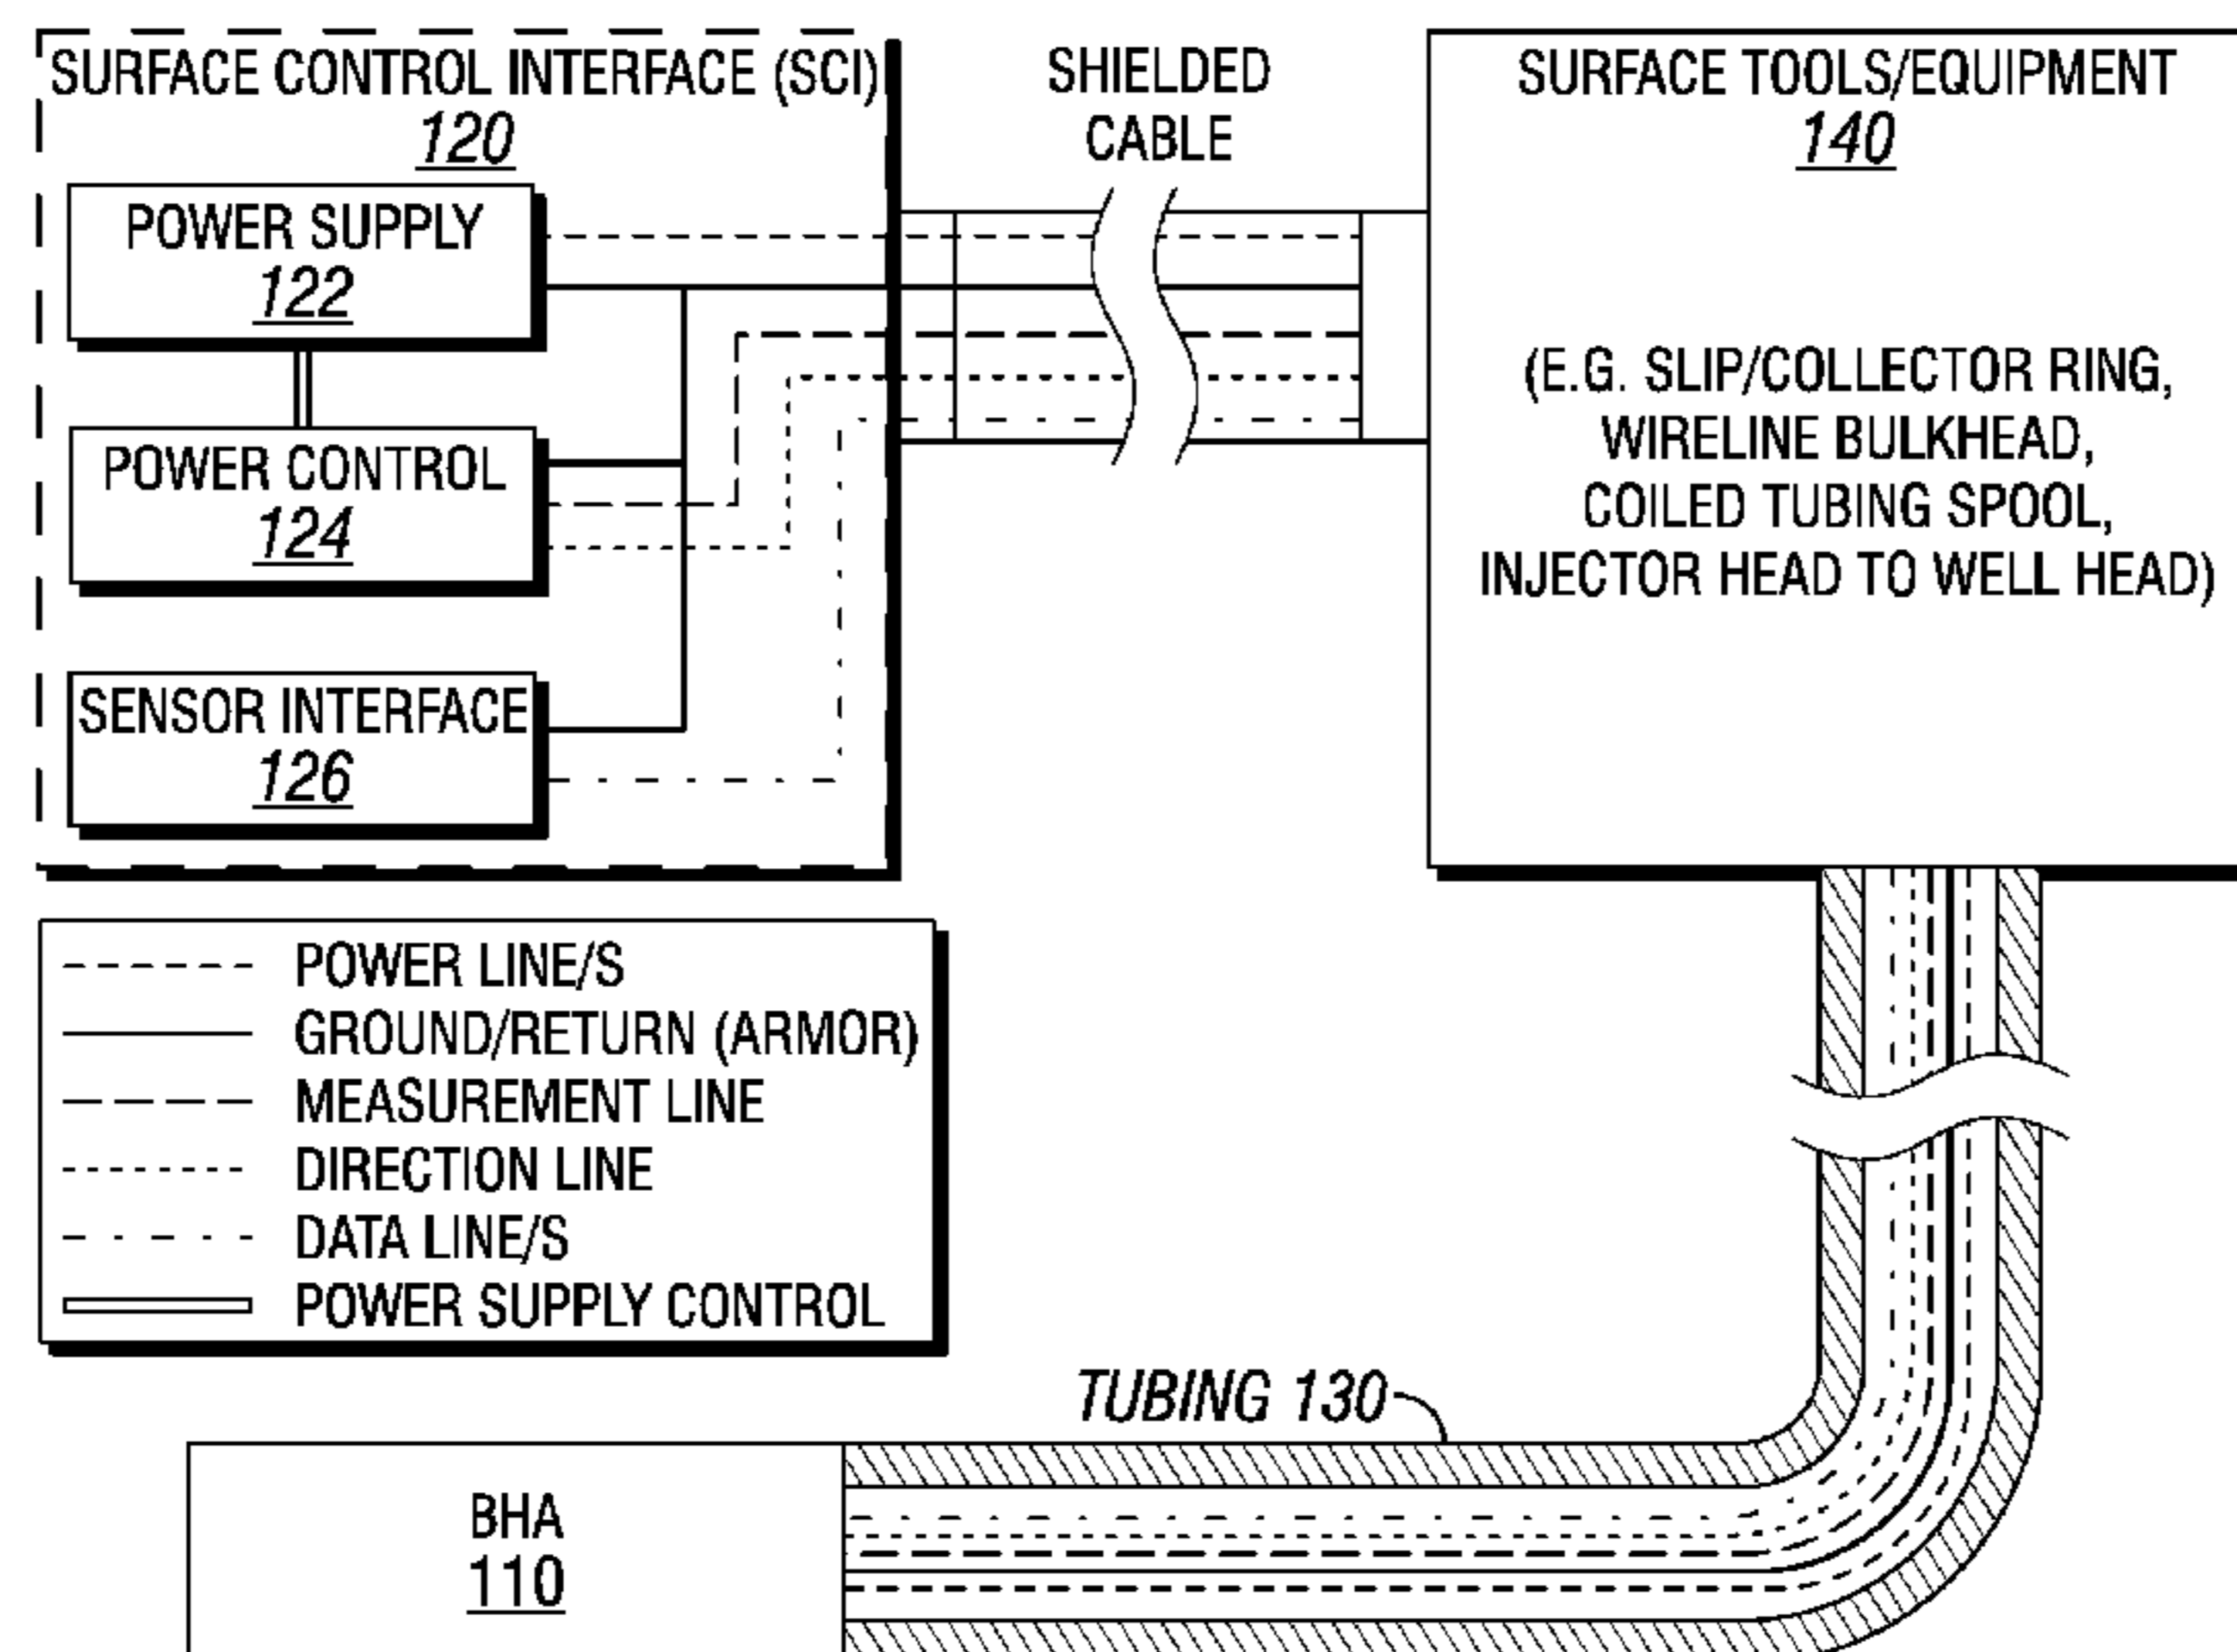 SURFACE CONTROL INTERFACE (SCI)
120
POWER SUPPLY
122
POWER CONTROL
124
SENSOR INTERFACE
126
SHIELDED
CABLE
SURFACE TOOLS/EQUIPMENT
140
(E.G. SLIP/COLLECTOR RING,
WIRELINE BULKHEAD,
COILED TUBING SPOOL,
INJECTOR HEAD TO WELL HEAD)
POWER LINE/S
GROUND/RETURN (ARMOR)
MEASUREMENT LINE
DIRECTION LINE
DATA LINE/S
POWER SUPPLY CONTROL
TUBING 130
BHA
110